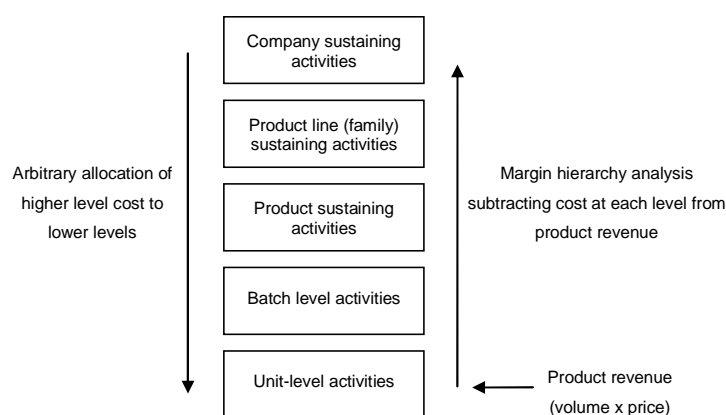 Company sustaining
activities
Product line (family)
sustaining activities
Arbitrary allocation of
higher level cost to
lower levels
Margin hierarchy analysis
subtracting cost at each level from
product revenue
Product sustaining
activities
Batch level activities
Unit-level activities
Product revenue
(volume x price)